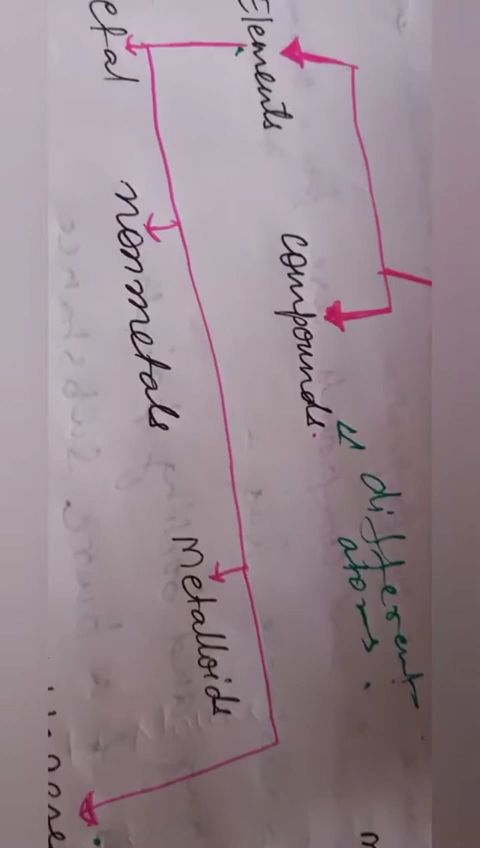 different
atoms.
Elements
compounds.
etal
nonmetals
Metalloids